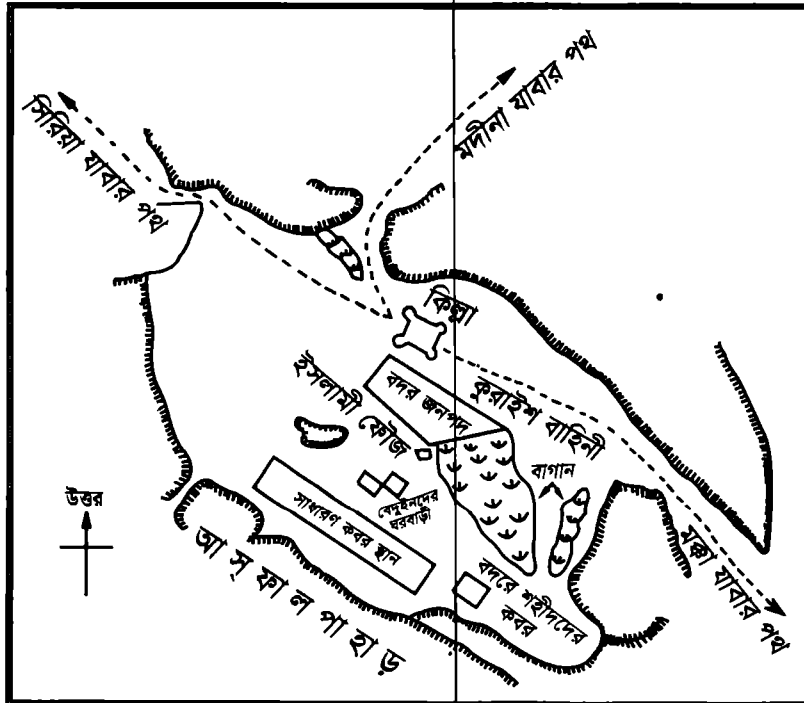 মদীনা যাবার পথ
সিরিয়া যাবার পথ
কিল্লা
বদর জনপদ
কুরাইশ বাহিনী
ইসলামী ফৌজ
বাগান
উত্তর
বেদুইনদের
ঘরবাড়ী
সাধারণ কবর স্থান
মক্কা যাবার পথ
বদরে শহীদদের
কবর
আস্ফাল পাহাড়